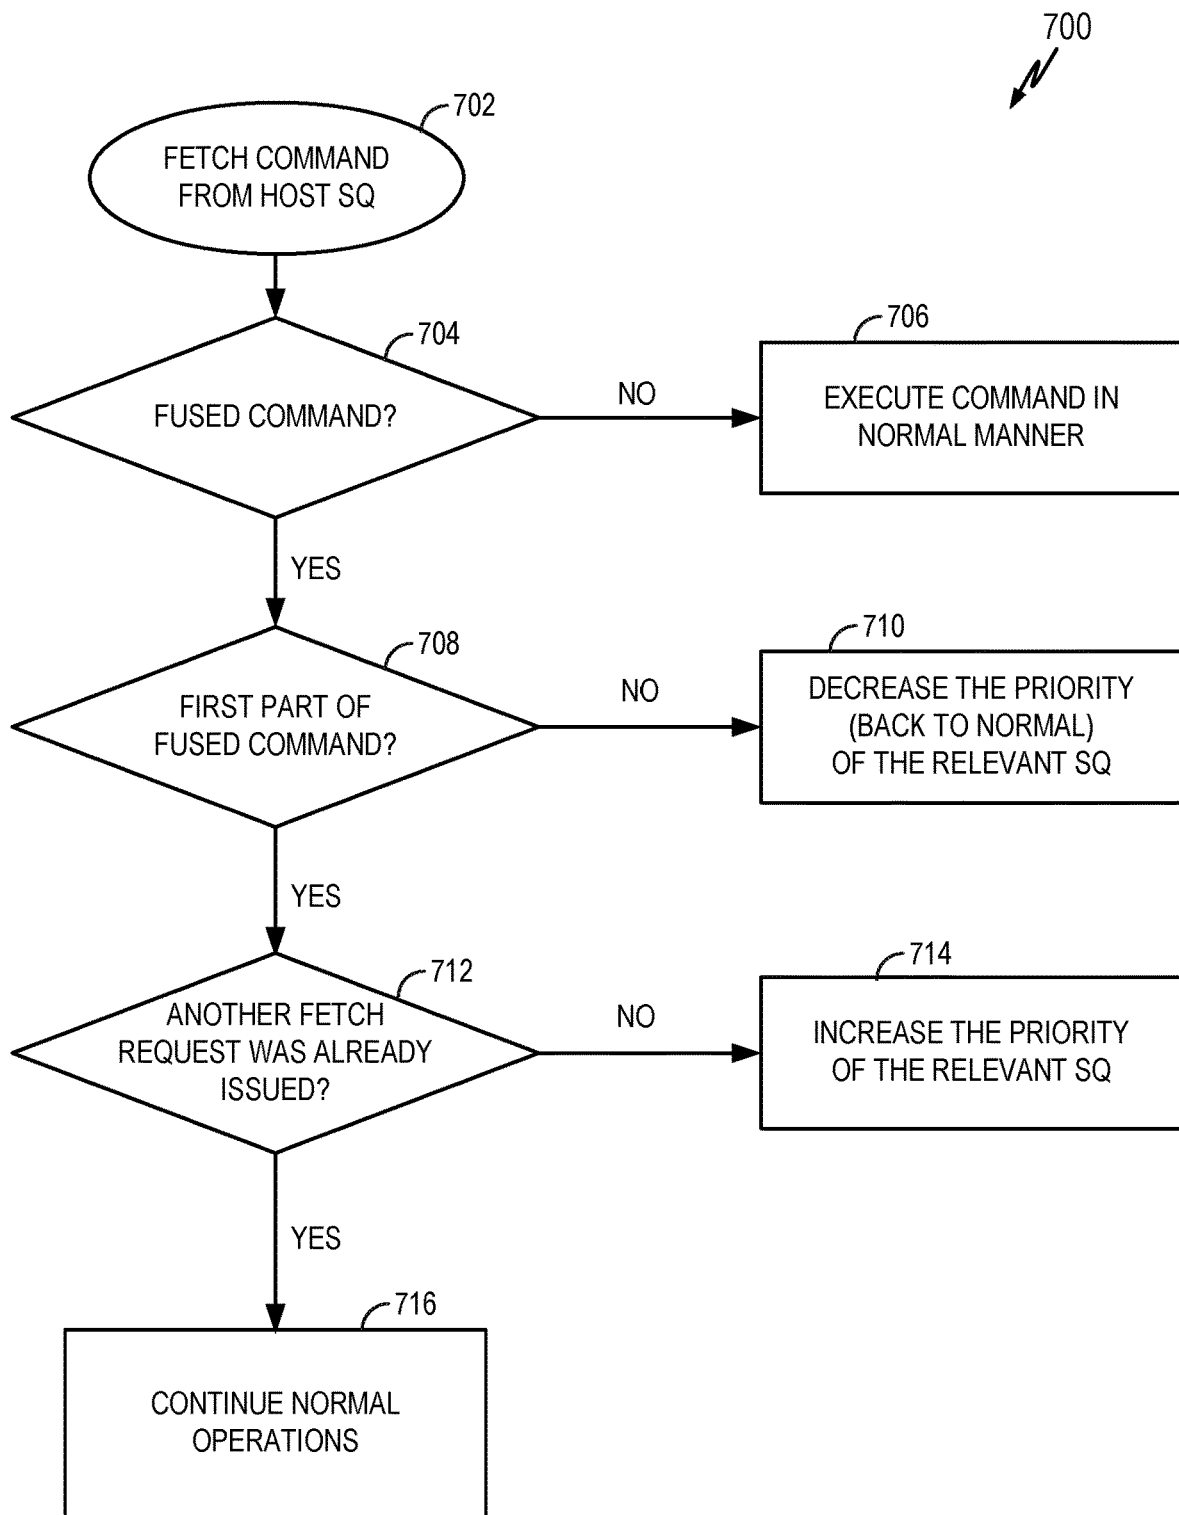 700
702
FETCH COMMAND
FROM HOST SQ
704
FUSED COMMAND?
NO
706
EXECUTE COMMAND IN
NORMAL MANNER
YES
708
FIRST PART OF
FUSED COMMAND?
NO
710
DECREASE THE PRIORITY
(BACK TO NORMAL)
OF THE RELEVANT SQ
YES
712
ANOTHER FETCH
REQUEST WAS ALREADY
ISSUED?
NO
714
INCREASE THE PRIORITY
OF THE RELEVANT SQ
YES
716
CONTINUE NORMAL
OPERATIONS